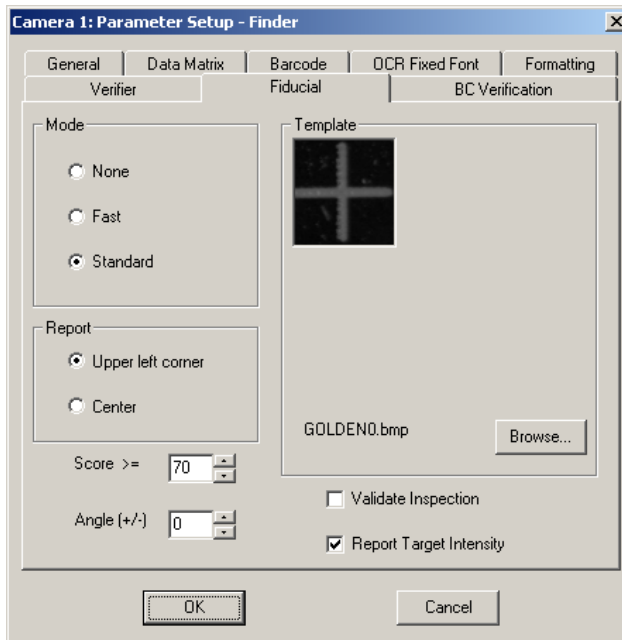 Camera 1: Parameter Setup - Finder
General
Data Matrix
Barcode
OCR Fixed Font
Formatting
Verifier
Fiducial
BC Verification
Mode
None
Fast
Standard
Report
Upper left corner
Center
Score >=
70
Angle (+/-)
0
Template
GOLDEN0.bmp
Browse...
Validate Inspection
Report Target Intensity
OK
Cancel